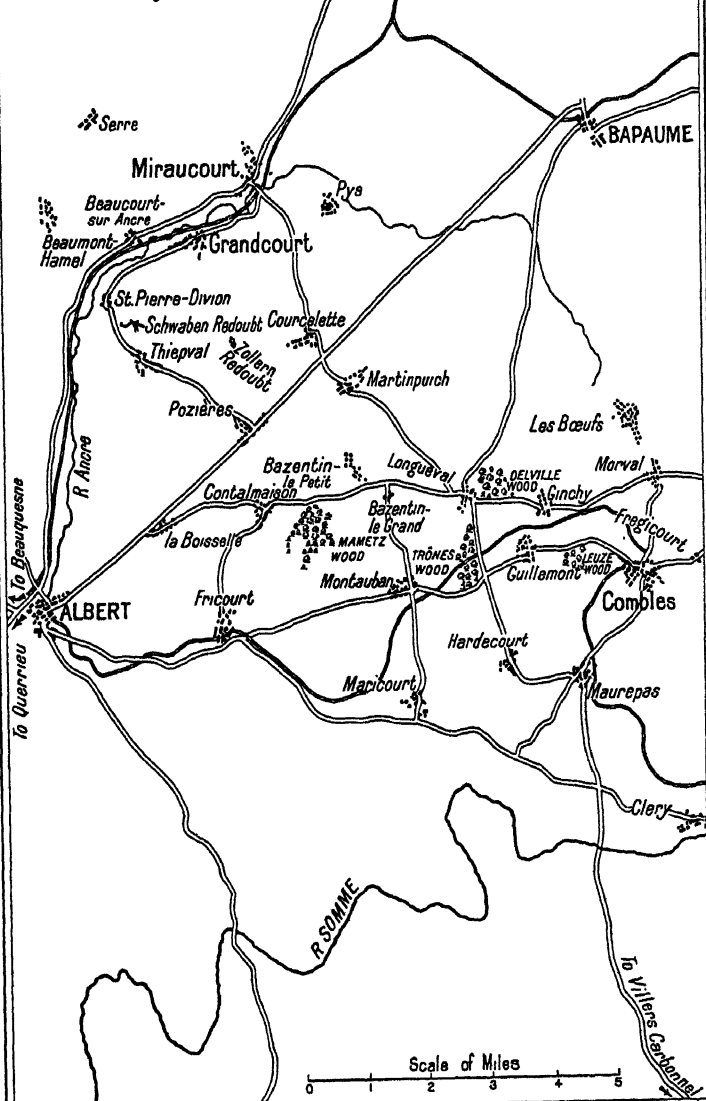 Serre
BAPAUME
Miraucourt
Pys
Beaucourt-
sur Ancre
Beaumont-
Hamel
Grandcourt
St. Pierre-Divion
Schwaben Redoubt
Courcelette
Zollern
Redoubt
Thiepval
Martinpuich
Pozières
Les Bœufs
R Ancre
Bazentin-
le Petit
Longueval
DELVILLE
WOOD
Morval
Contalmaison
Ginchy
Bazentin-
le Grand
Fregicourt
la Boisselle
MAMETZ
WOOD
TRÔNES
WOOD
Guillemont
LEUZE
WOOD
To Beauquesne
Montauban
Combles
ALBERT
Fricourt
Hardecourt
To Querrieu
Maricourt
Maurepas
Clery
R SOMME
To Villers Carbonnel
Scale of Miles
0 1 2 3 4 5